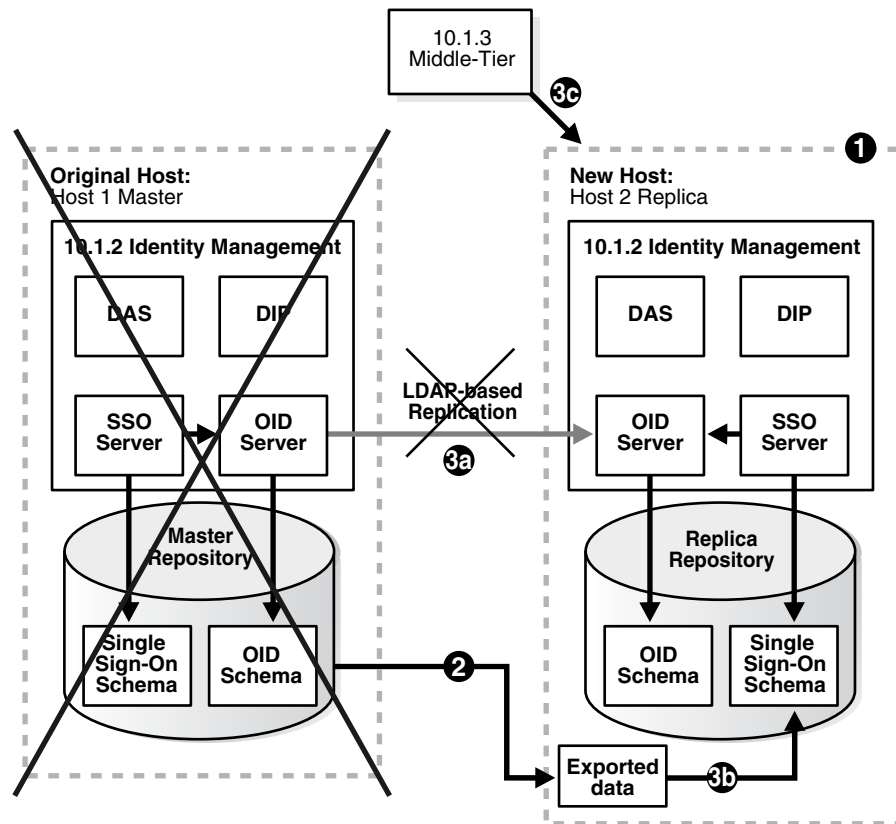 10.1.3
Middle-Tier
3c
1
Original Host:
Host 1 Master
10.1.2 Identity Management
DAS
DIP
SSO
Server
OID
Server
Master
Repository
Single
Sign-On
Schema
OID
Schema
LDAP-based
Replication
3a
2
New Host:
Host 2 Replica
10.1.2 Identity Management
DAS
DIP
OID
Server
SSO
Server
Replica
Repository
OID
Schema
Single
Sign-On
Schema
Exported
data
3b